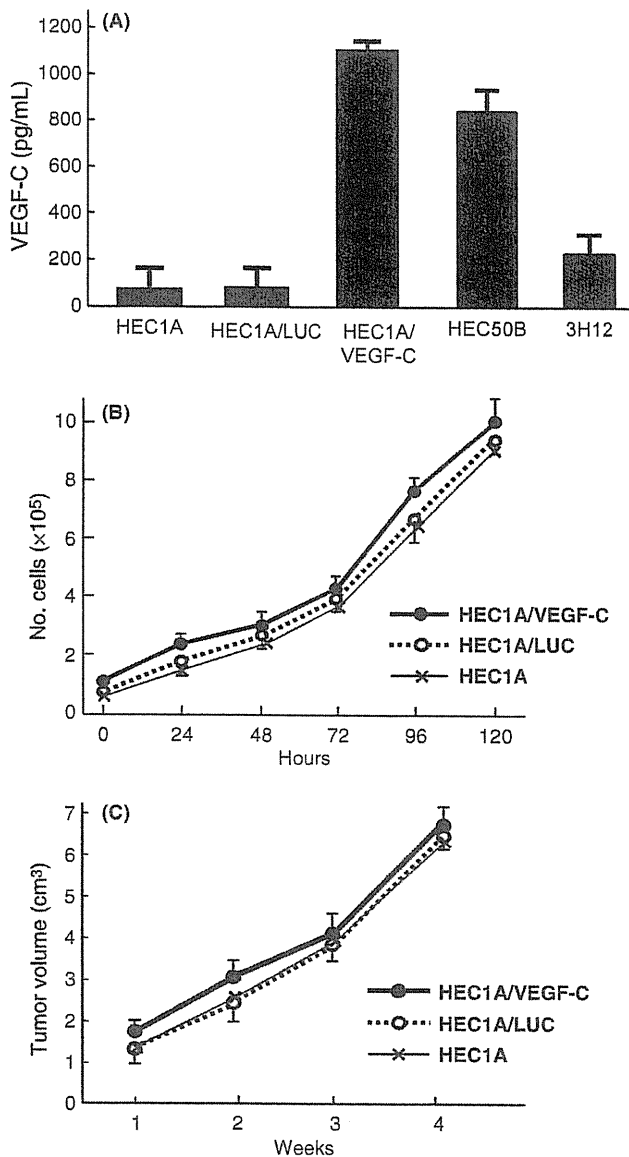 (A)
1200
1000
800
600
400
200
0
VEGF-C (pg/mL)
HEC1A
HEC1A/LUC
HEC1A/
VEGF-C
HEC50B
3H12
(B)
10
8
6
4
2
0
No. cells (×10⁵)
HEC1A/VEGF-C
HEC1A/LUC
HEC1A
0 24 48 72 96 120
Hours
(C)
7
6
5
4
3
2
1
0
Tumor volume (cm³)
HEC1A/VEGF-C
HEC1A/LUC
HEC1A
1 2 3 4
Weeks